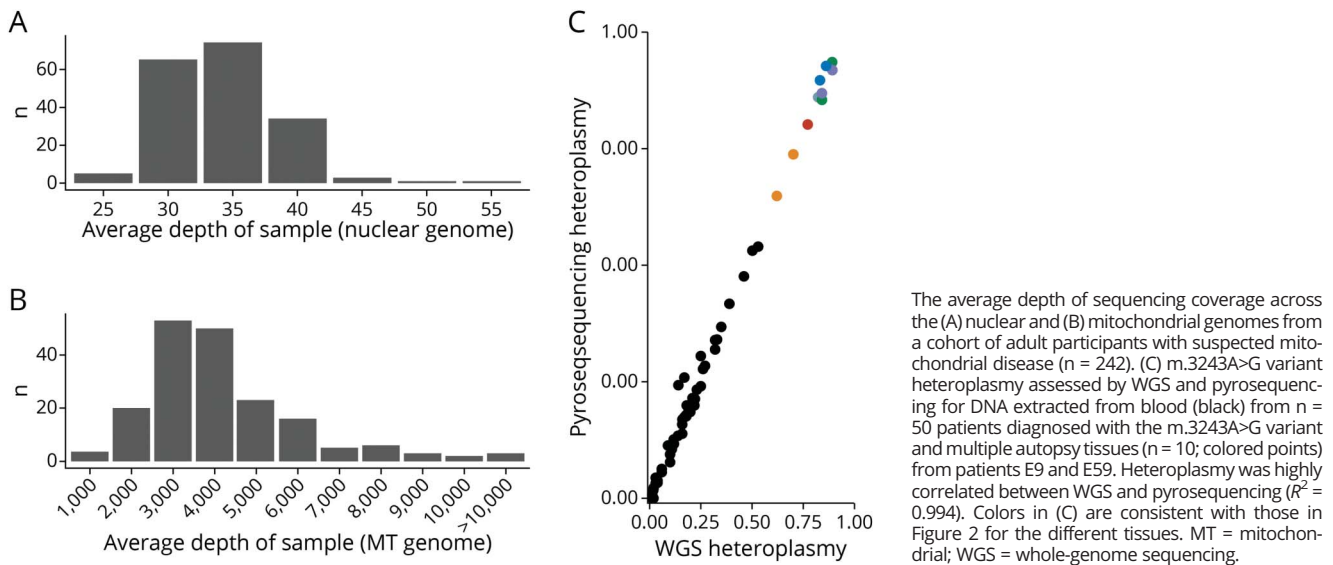 A
n
60
40
20
0
25 30 35 40 45 50 55
Average depth of sample (nuclear genome)
B
n
40
20
0
1,000 2,000 3,000 4,000 5,000 6,000 7,000 8,000 9,000 10,000 >10,000
Average depth of sample (MT genome)
C
Pyroseqsequencing heteroplasmy
1.00
0.00
0.00
0.00
0.00
0.00 0.25 0.75 0.75 1.00
WGS heteroplasmy
The average depth of sequencing coverage across
the (A) nuclear and (B) mitochondrial genomes from
a cohort of adult participants with suspected mito-
chondrial disease (n = 242). (C) m.3243A>G variant
heteroplasmy assessed by WGS and pyrosequenc-
ing for DNA extracted from blood (black) from n =
50 patients diagnosed with the m.3243A>G variant
and multiple autopsy tissues (n = 10; colored points)
from patients E9 and E59. Heteroplasmy was highly
correlated between WGS and pyrosequencing (R² =
0.994). Colors in (C) are consistent with those in
Figure 2 for the different tissues. MT = mitochon-
drial; WGS = whole-genome sequencing.